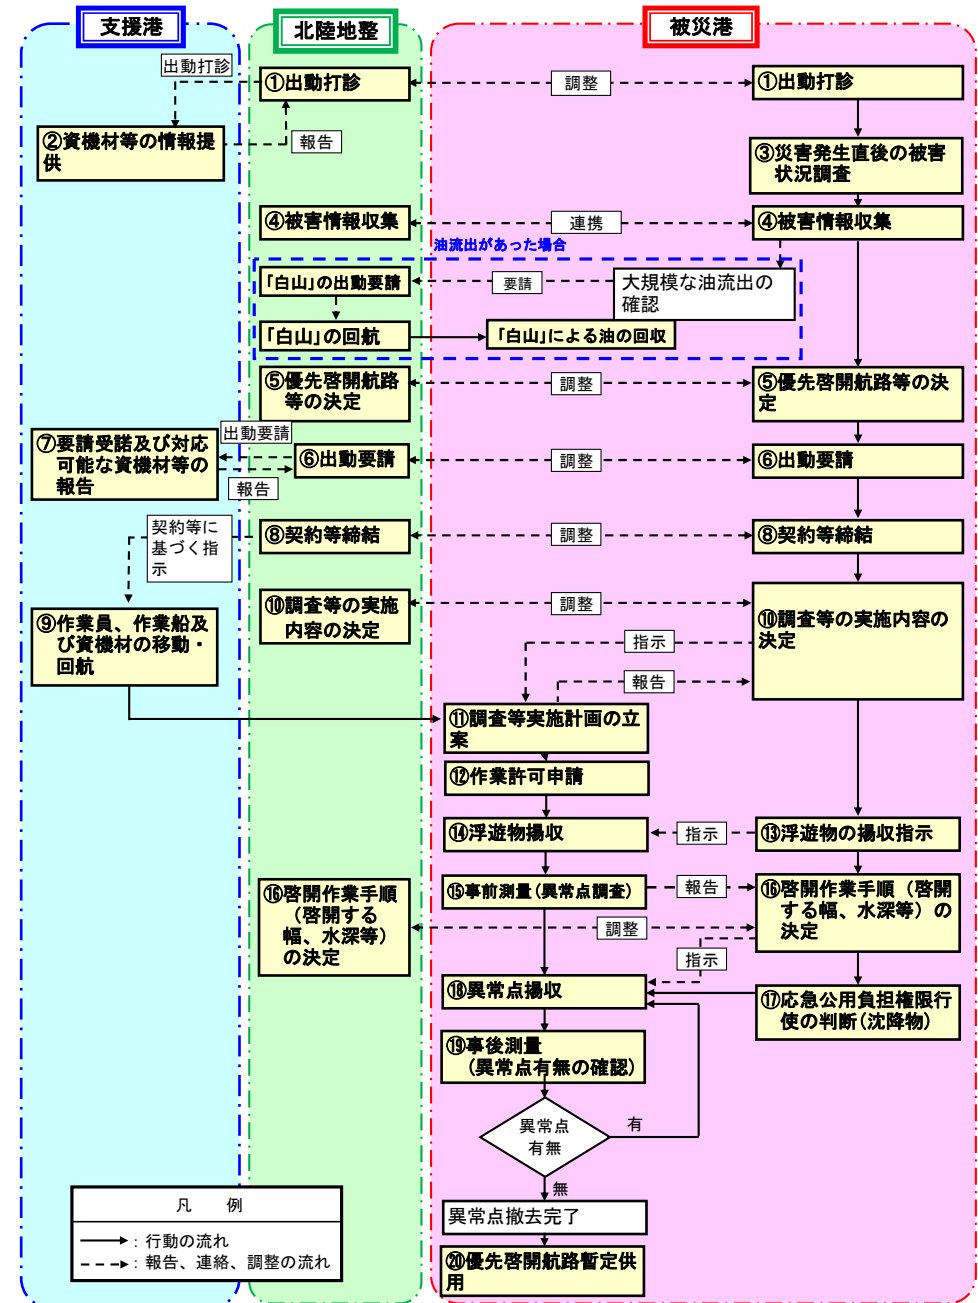 支援港
北陸地整
被災港
出動打診
①出動打診
調整
①出動打診
②資機材等の情報提
供
報告
③災害発生直後の被害
状況調査
④被害情報収集
連携
④被害情報収集
油流出があった場合
「白山」の出動要請
要請
大規模な油流出の
確認
「白山」の回航
「白山」による油の回収
⑤優先啓開航路
等の決定
調整
⑤優先啓開航路等の決
定
⑦要請受諾及び対応
可能な資機材等の
報告
出動要請
報告
⑥出動要請
調整
⑥出動要請
契約等に
基づく指
示
⑧契約等締結
調整
⑧契約等締結
⑨作業員、作業船及
び資機材の移動・
回航
⑩調査等の実施
内容の決定
調整
⑩調査等の実施内容の
決定
指示
報告
⑪調査等実施計画の立
案
⑫作業許可申請
⑭浮遊物揚収
指示
⑬浮遊物の揚収指示
⑮事前測量(異常点調査)
報告
⑯啓開作業手順
(啓開する
幅、水深等)
の決定
調整
⑯啓開作業手順(啓開
する幅、水深等)の
決定
指示
⑱異常点揚収
⑰応急公用負担権限行
使の判断(沈降物)
⑲事後測量
(異常点有無の確認)
異常点
有無
有
無
異常点撤去完了
⑳優先啓開航路暫定供
用
凡 例
:行動の流れ
:報告、連絡、調整の流れ